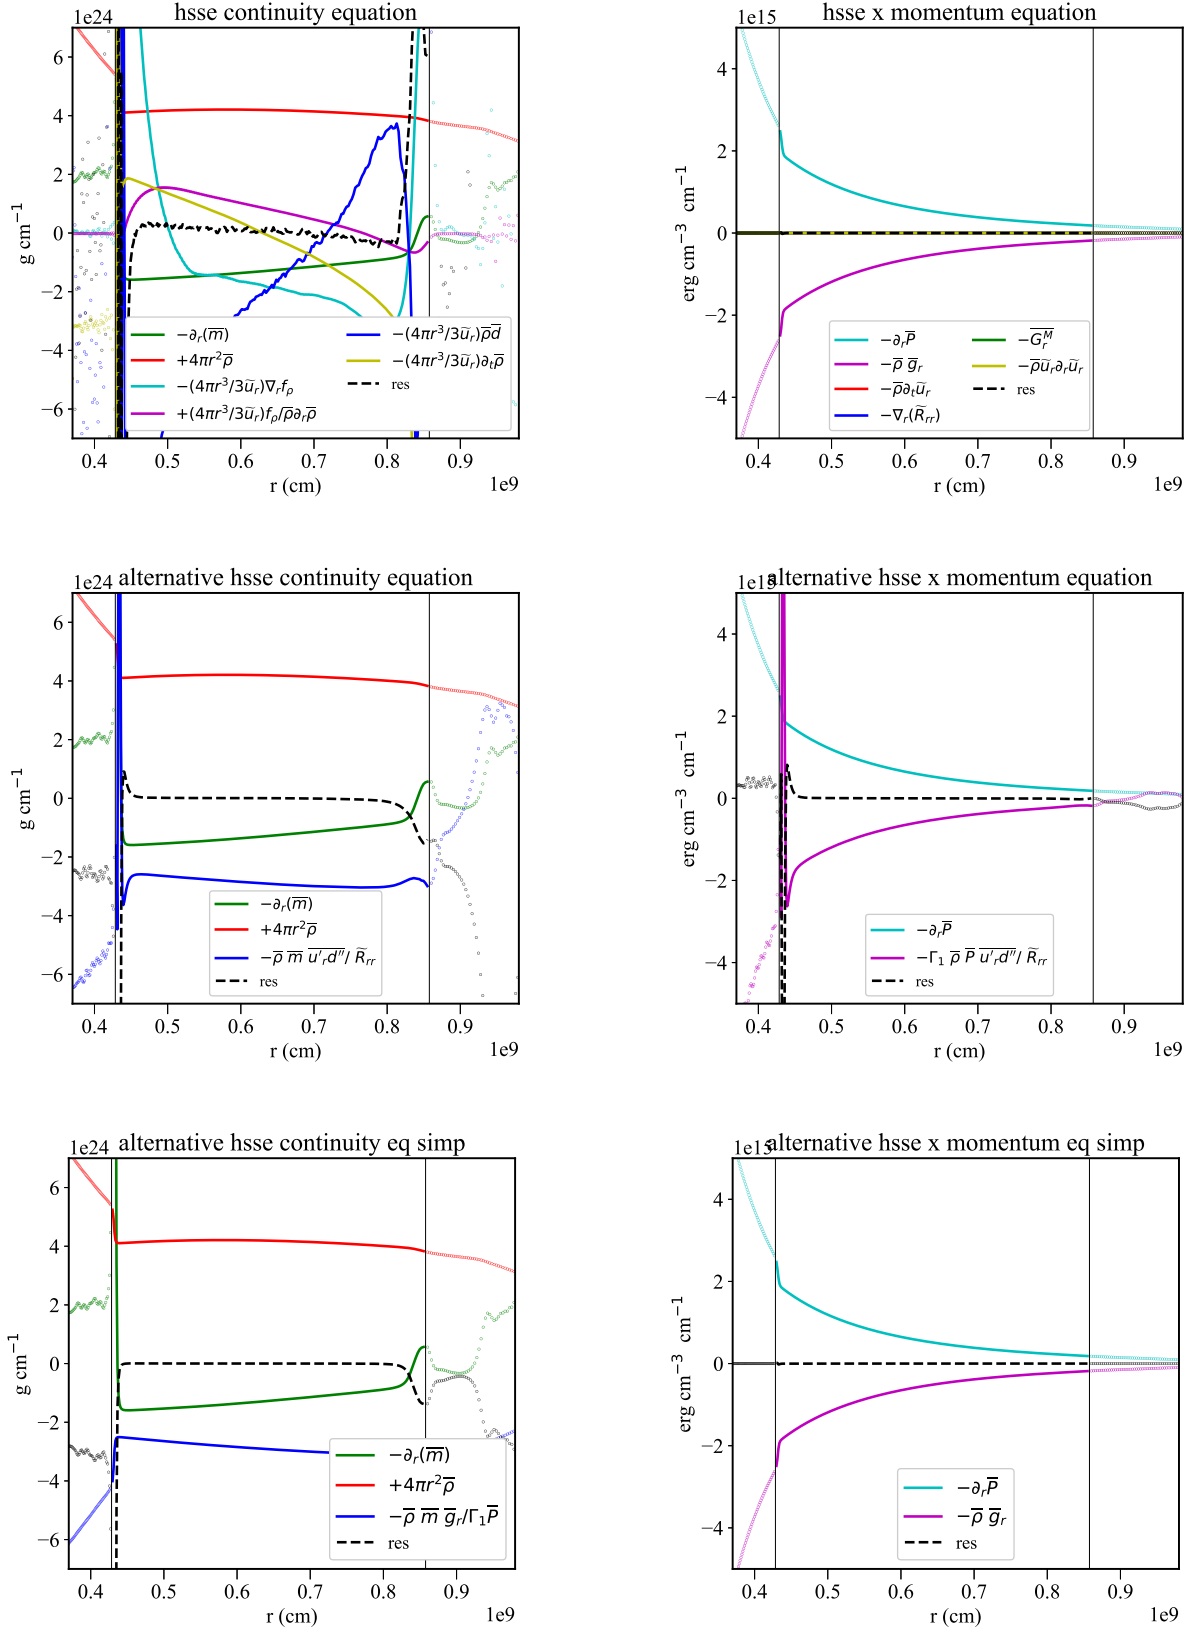 hsse continuity equation
1e24
g cm⁻¹
6
4
2
0
−2
−4
−6
−∂ᵣ(m̅)
+4πr²ρ̅
−(4πr³/3ũᵣ)∇ᵣf_ρ
+(4πr³/3ũᵣ)f_ρ/ρ̅∂ᵣρ̅
−(4πr³/3ũᵣ)ρ̅d̅
−(4πr³/3ũᵣ)∂ₜρ̅
res
0.4 0.5 0.6 0.7 0.8 0.9
r (cm)
1e9
hsse x momentum equation
1e15
erg cm⁻³ cm⁻¹
4
2
0
−2
−4
−∂ᵣP̅
−ρ̅ g̅ᵣ
−ρ̅∂ₜũᵣ
−∇ᵣ(R̃ᵣᵣ)
−G̅ᵣᴹ
−ρ̅ũᵣ∂ᵣũᵣ
res
0.4 0.5 0.6 0.7 0.8 0.9
r (cm)
1e9
alternative hsse continuity equation
1e24
g cm⁻¹
6
4
2
0
−2
−4
−6
−∂ᵣ(m̅)
+4πr²ρ̅
−ρ̅ m̅ \overline{u′ᵣd′′}/ R̃ᵣᵣ
res
0.4 0.5 0.6 0.7 0.8 0.9
r (cm)
1e9
alternative hsse x momentum equation
1e15
erg cm⁻³ cm⁻¹
4
2
0
−2
−4
−∂ᵣP̅
−Γ₁ ρ̅ P̅ \overline{u′ᵣd′′}/ R̃ᵣᵣ
res
0.4 0.5 0.6 0.7 0.8 0.9
r (cm)
1e9
alternative hsse continuity eq simp
1e24
g cm⁻¹
6
4
2
0
−2
−4
−6
−∂ᵣ(m̅)
+4πr²ρ̅
−ρ̅ m̅ g̅ᵣ/Γ₁P̅
res
0.4 0.5 0.6 0.7 0.8 0.9
r (cm)
1e9
alternative hsse x momentum eq simp
1e15
erg cm⁻³ cm⁻¹
4
2
0
−2
−4
−∂ᵣP̅
−ρ̅ g̅ᵣ
res
0.4 0.5 0.6 0.7 0.8 0.9
r (cm)
1e9